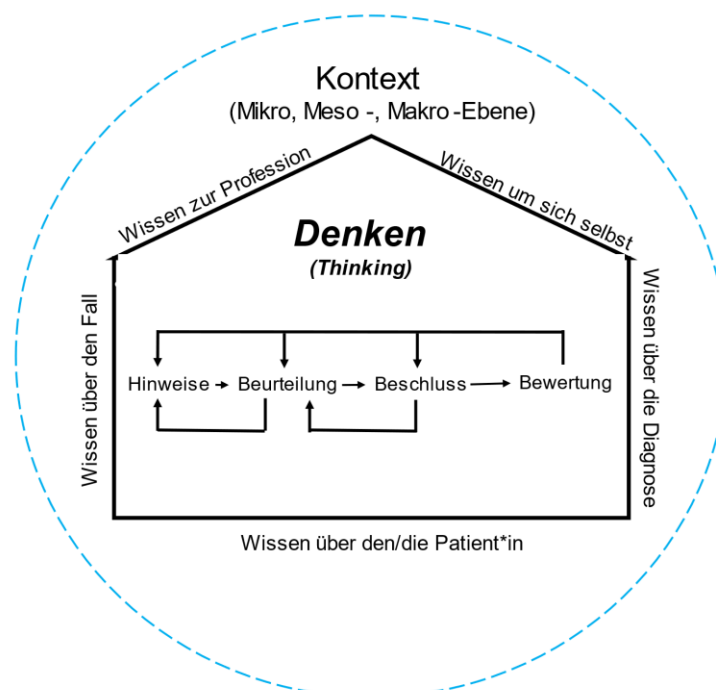 Kontext
(Mikro, Meso -, Makro -Ebene)
Wissen zur Profession
Wissen um sich selbst
Denken
(Thinking)
Wissen über den Fall
Wissen über die Diagnose
Hinweise
Beurteilung
Beschluss
Bewertung
Wissen über den/die Patient*in